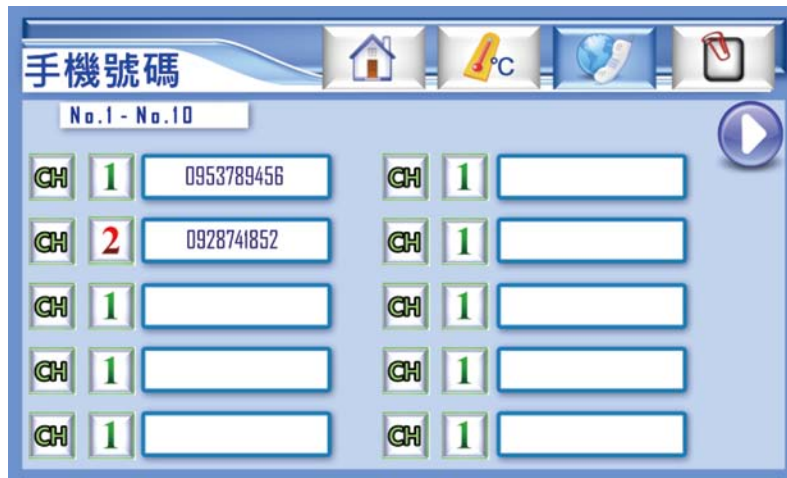 手機號碼
°C
No.1 - No.10
CH 1 0953789456 CH 1
CH 2 0928741852 CH 1
CH 1 CH 1
CH 1 CH 1
CH 1 CH 1